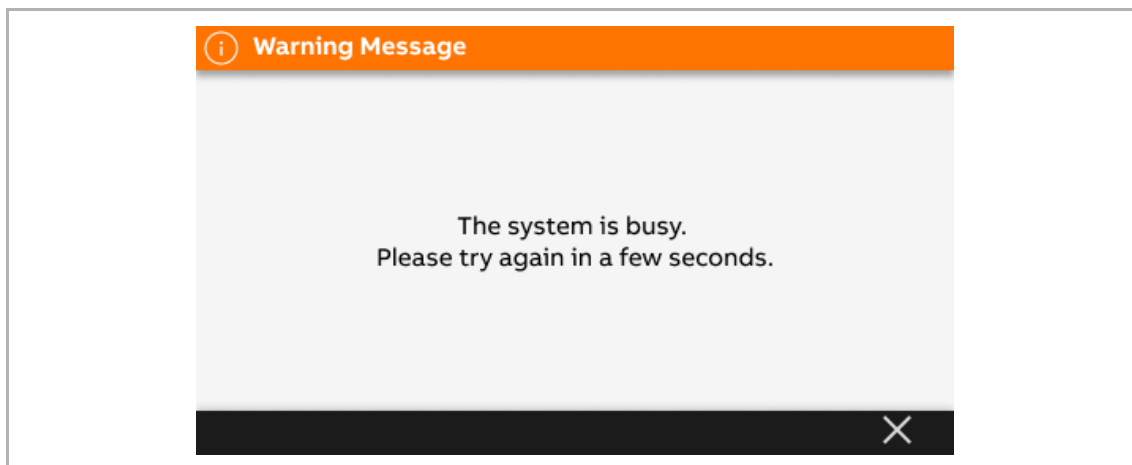 Warning Message
The system is busy.
Please try again in a few seconds.